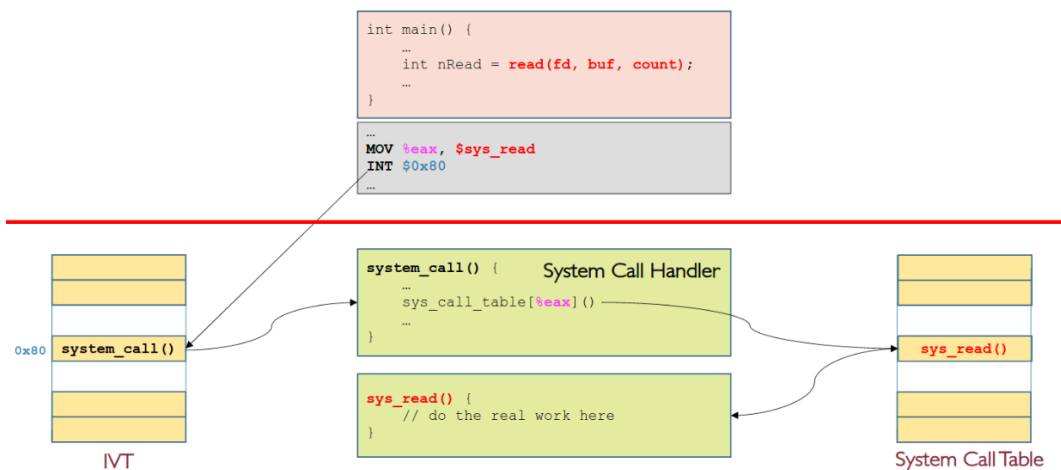 int main() {
…
int nRead = read(fd, buf, count);
…
}
…
MOV %eax, $sys_read
INT $0x80
…
system_call() {
System Call Handler
…
sys_call_table[%eax]()
…
}
0x80
system_call()
sys_read()
sys_read() {
// do the real work here
}
IVT
System Call Table